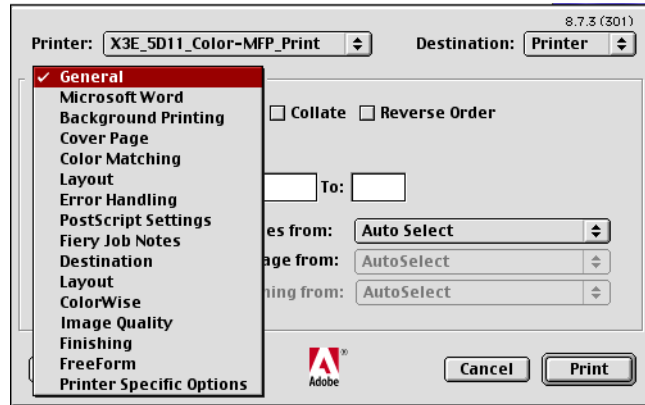 8.7.3 (301)
Printer: X3E_5D11_Color-MFP_Print Destination: Printer
✓ General
Microsoft Word
Background Printing
Cover Page
Color Matching
Layout
Error Handling
PostScript Settings
Fiery Job Notes
Destination
Layout
ColorWise
Image Quality
Finishing
FreeForm
Printer Specific Options
Collate Reverse Order
To:
es from: Auto Select
age from: AutoSelect
ning from: AutoSelect
Adobe®
Cancel Print